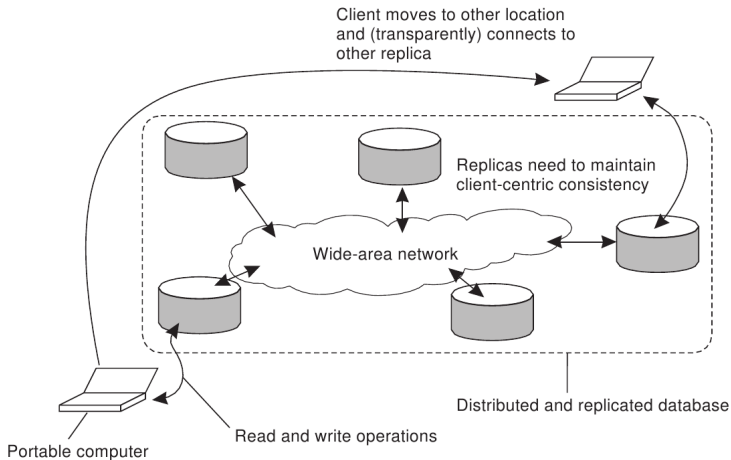 Client moves to other location
and (transparently) connects to
other replica
Replicas need to maintain
client-centric consistency
Wide-area network
Distributed and replicated database
Read and write operations
Portable computer